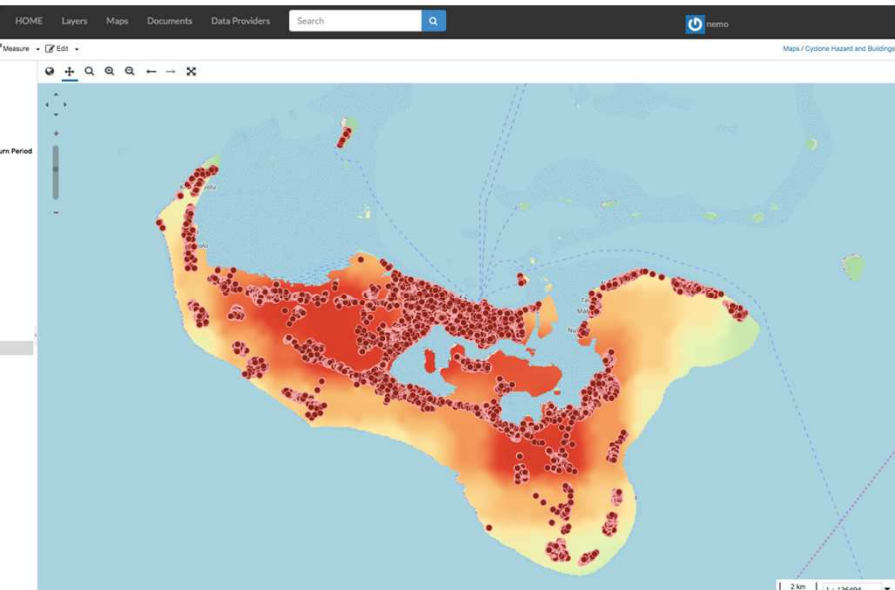 HOME Layers Maps Documents Data Providers Search nemo
Measure Edit Maps / Cyclone Hazard and Buildings
urn Period
2 km